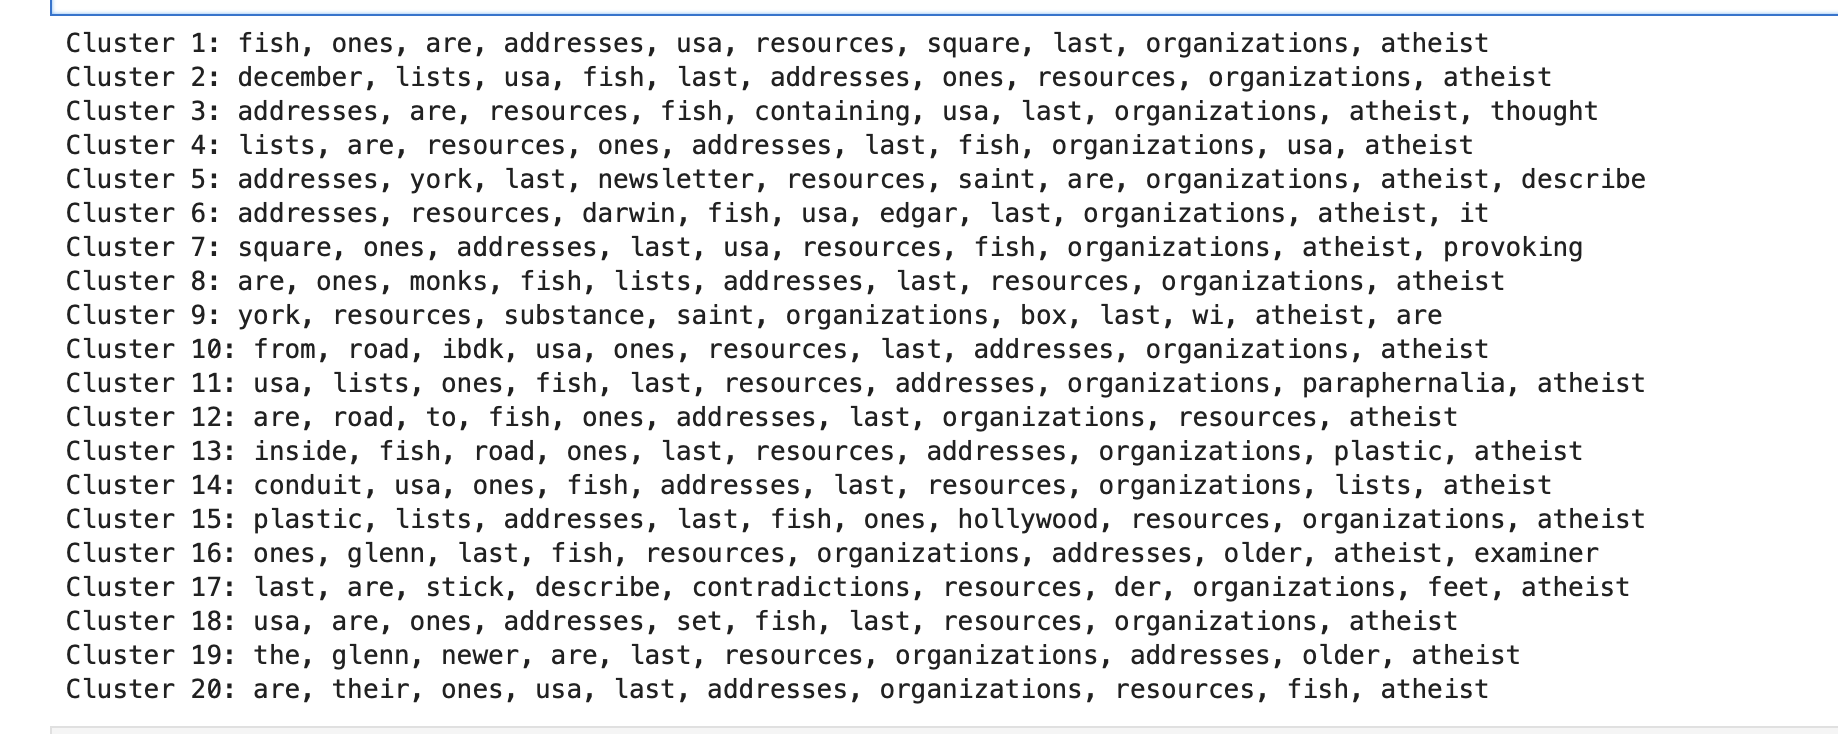 Cluster 1: fish, ones, are, addresses, usa, resources, square, last, organizations, atheist
Cluster 2: december, lists, usa, fish, last, addresses, ones, resources, organizations, atheist
Cluster 3: addresses, are, resources, fish, containing, usa, last, organizations, atheist, thought
Cluster 4: lists, are, resources, ones, addresses, last, fish, organizations, usa, atheist
Cluster 5: addresses, york, last, newsletter, resources, saint, are, organizations, atheist, describe
Cluster 6: addresses, resources, darwin, fish, usa, edgar, last, organizations, atheist, it
Cluster 7: square, ones, addresses, last, usa, resources, fish, organizations, atheist, provoking
Cluster 8: are, ones, monks, fish, lists, addresses, last, resources, organizations, atheist
Cluster 9: york, resources, substance, saint, organizations, box, last, wi, atheist, are
Cluster 10: from, road, ibdk, usa, ones, resources, last, addresses, organizations, atheist
Cluster 11: usa, lists, ones, fish, last, resources, addresses, organizations, paraphernalia, atheist
Cluster 12: are, road, to, fish, ones, addresses, last, organizations, resources, atheist
Cluster 13: inside, fish, road, ones, last, resources, addresses, organizations, plastic, atheist
Cluster 14: conduit, usa, ones, fish, addresses, last, resources, organizations, lists, atheist
Cluster 15: plastic, lists, addresses, last, fish, ones, hollywood, resources, organizations, atheist
Cluster 16: ones, glenn, last, fish, resources, organizations, addresses, older, atheist, examiner
Cluster 17: last, are, stick, describe, contradictions, resources, der, organizations, feet, atheist
Cluster 18: usa, are, ones, addresses, set, fish, last, resources, organizations, atheist
Cluster 19: the, glenn, newer, are, last, resources, organizations, addresses, older, atheist
Cluster 20: are, their, ones, usa, last, addresses, organizations, resources, fish, atheist